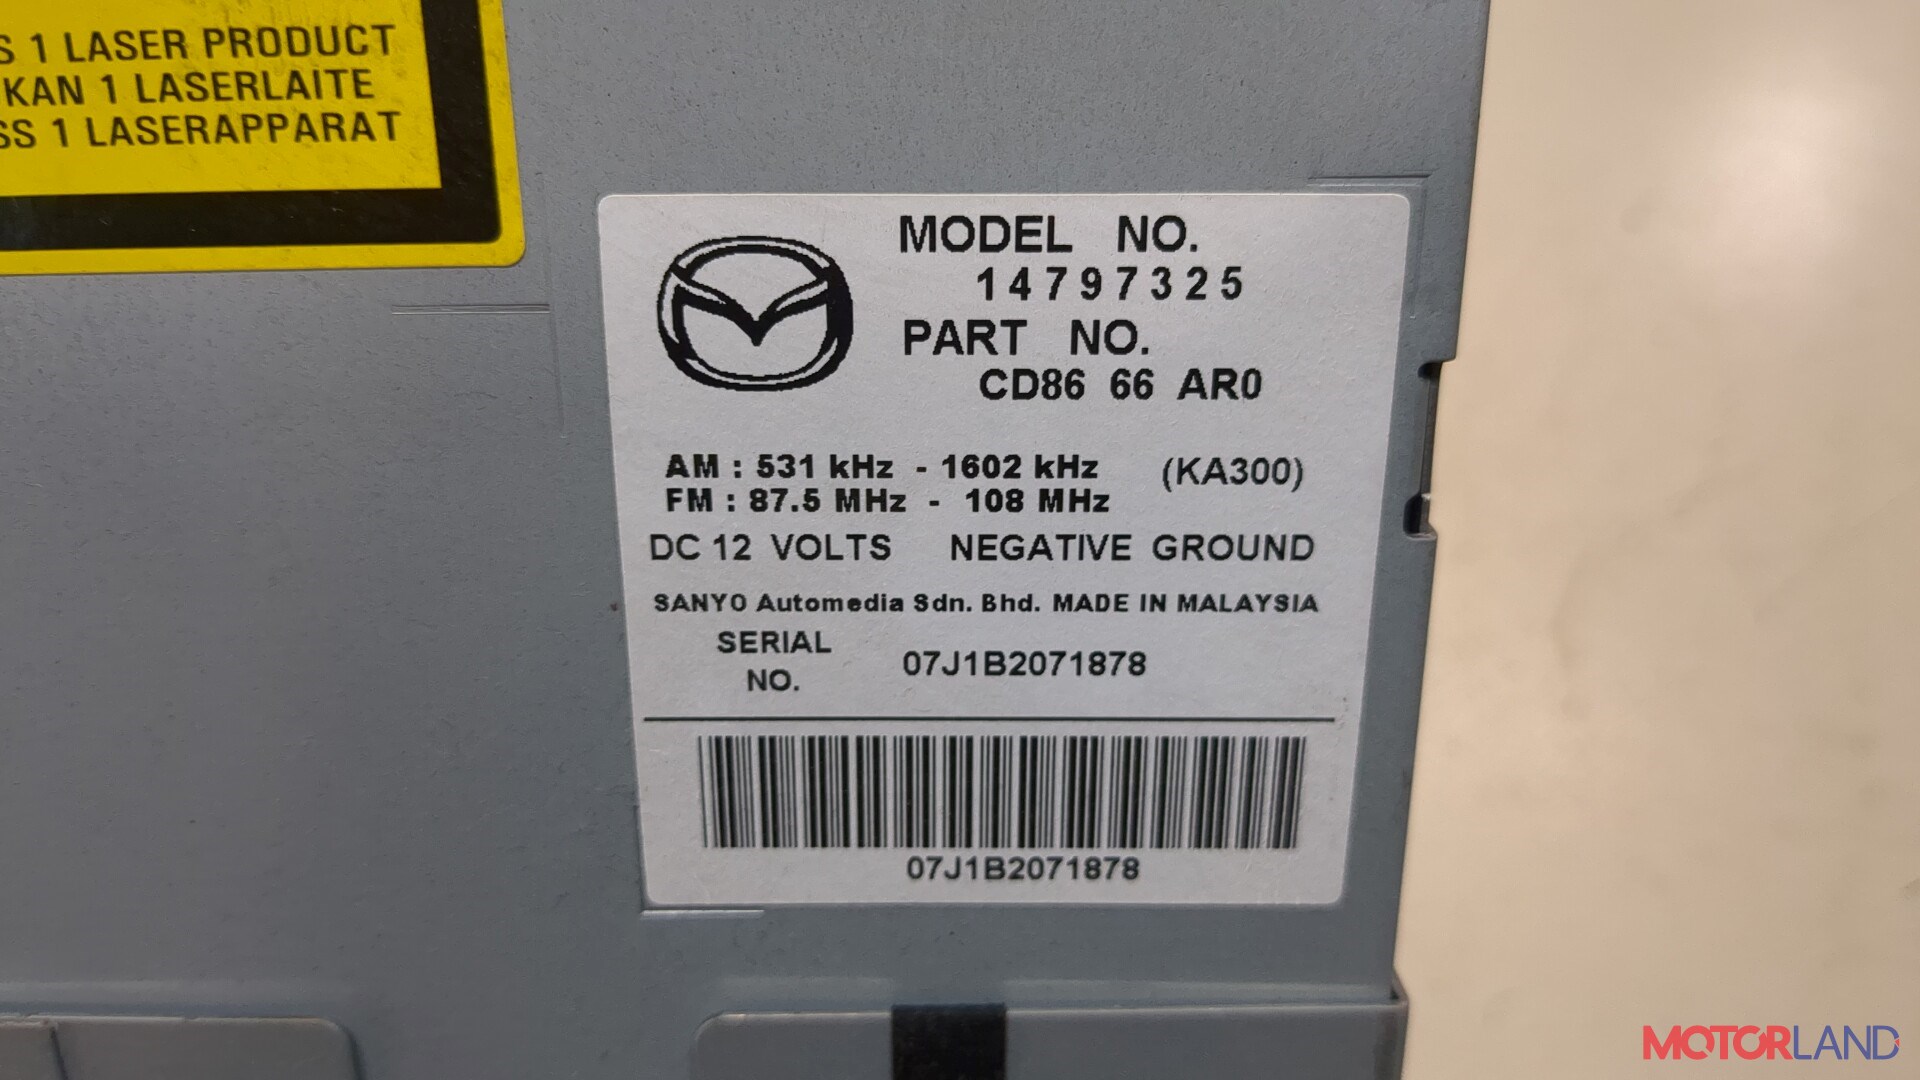 S 1 LASER PRODUCT
KAN 1 LASERLAITE
SS 1 LASERAPPARAT
MODEL NO.
14797325
PART NO.
CD86 66 AR0
AM : 531 kHz - 1602 kHz (KA300)
FM : 87.5 MHz - 108 MHz
DC 12 VOLTS NEGATIVE GROUND
SANYO Automedia Sdn. Bhd. MADE IN MALAYSIA
SERIAL NO. 07J1B2071878
07J1B2071878
MOTORLAND